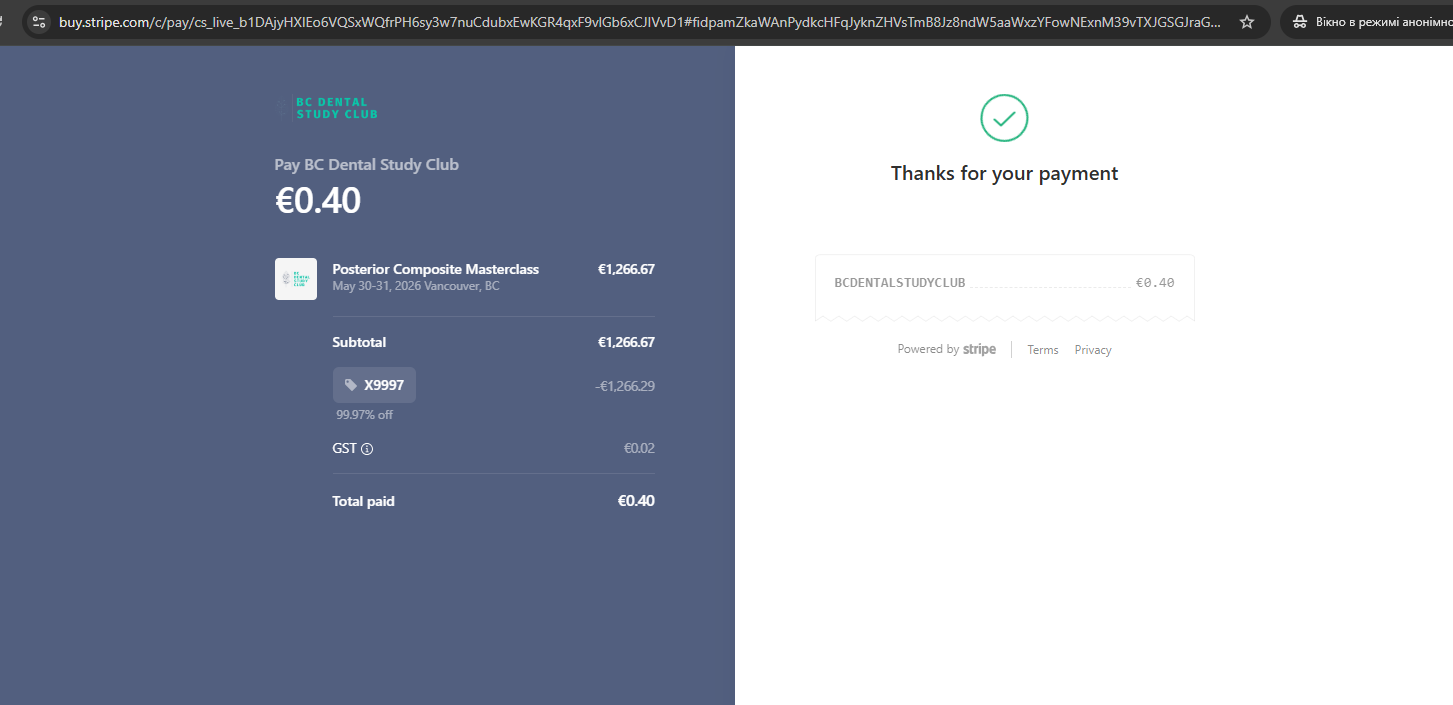 buy.stripe.com/c/pay/cs_live_b1DAjyHXIEo6VQSxWQfrPH6sy3w7nuCdubxEwKGR4qxF9vlGb6xCJIVvD1#fidpamZkaWAnPydkcHFqJyknZHVsTmB8Jz8ndW5aaWxzYFowNExnM39vTXJGSGJraG...
Вікно в режимі анонімно
BC DENTAL
STUDY CLUB
Pay BC Dental Study Club
€0.40
Posterior Composite Masterclass €1,266.67
May 30-31, 2026 Vancouver, BC
Subtotal €1,266.67
X9997 -€1,266.29
99.97% off
GST €0.02
Total paid €0.40
Thanks for your payment
BCDENTALSTUDYCLUB €0.40
Powered by stripe Terms Privacy